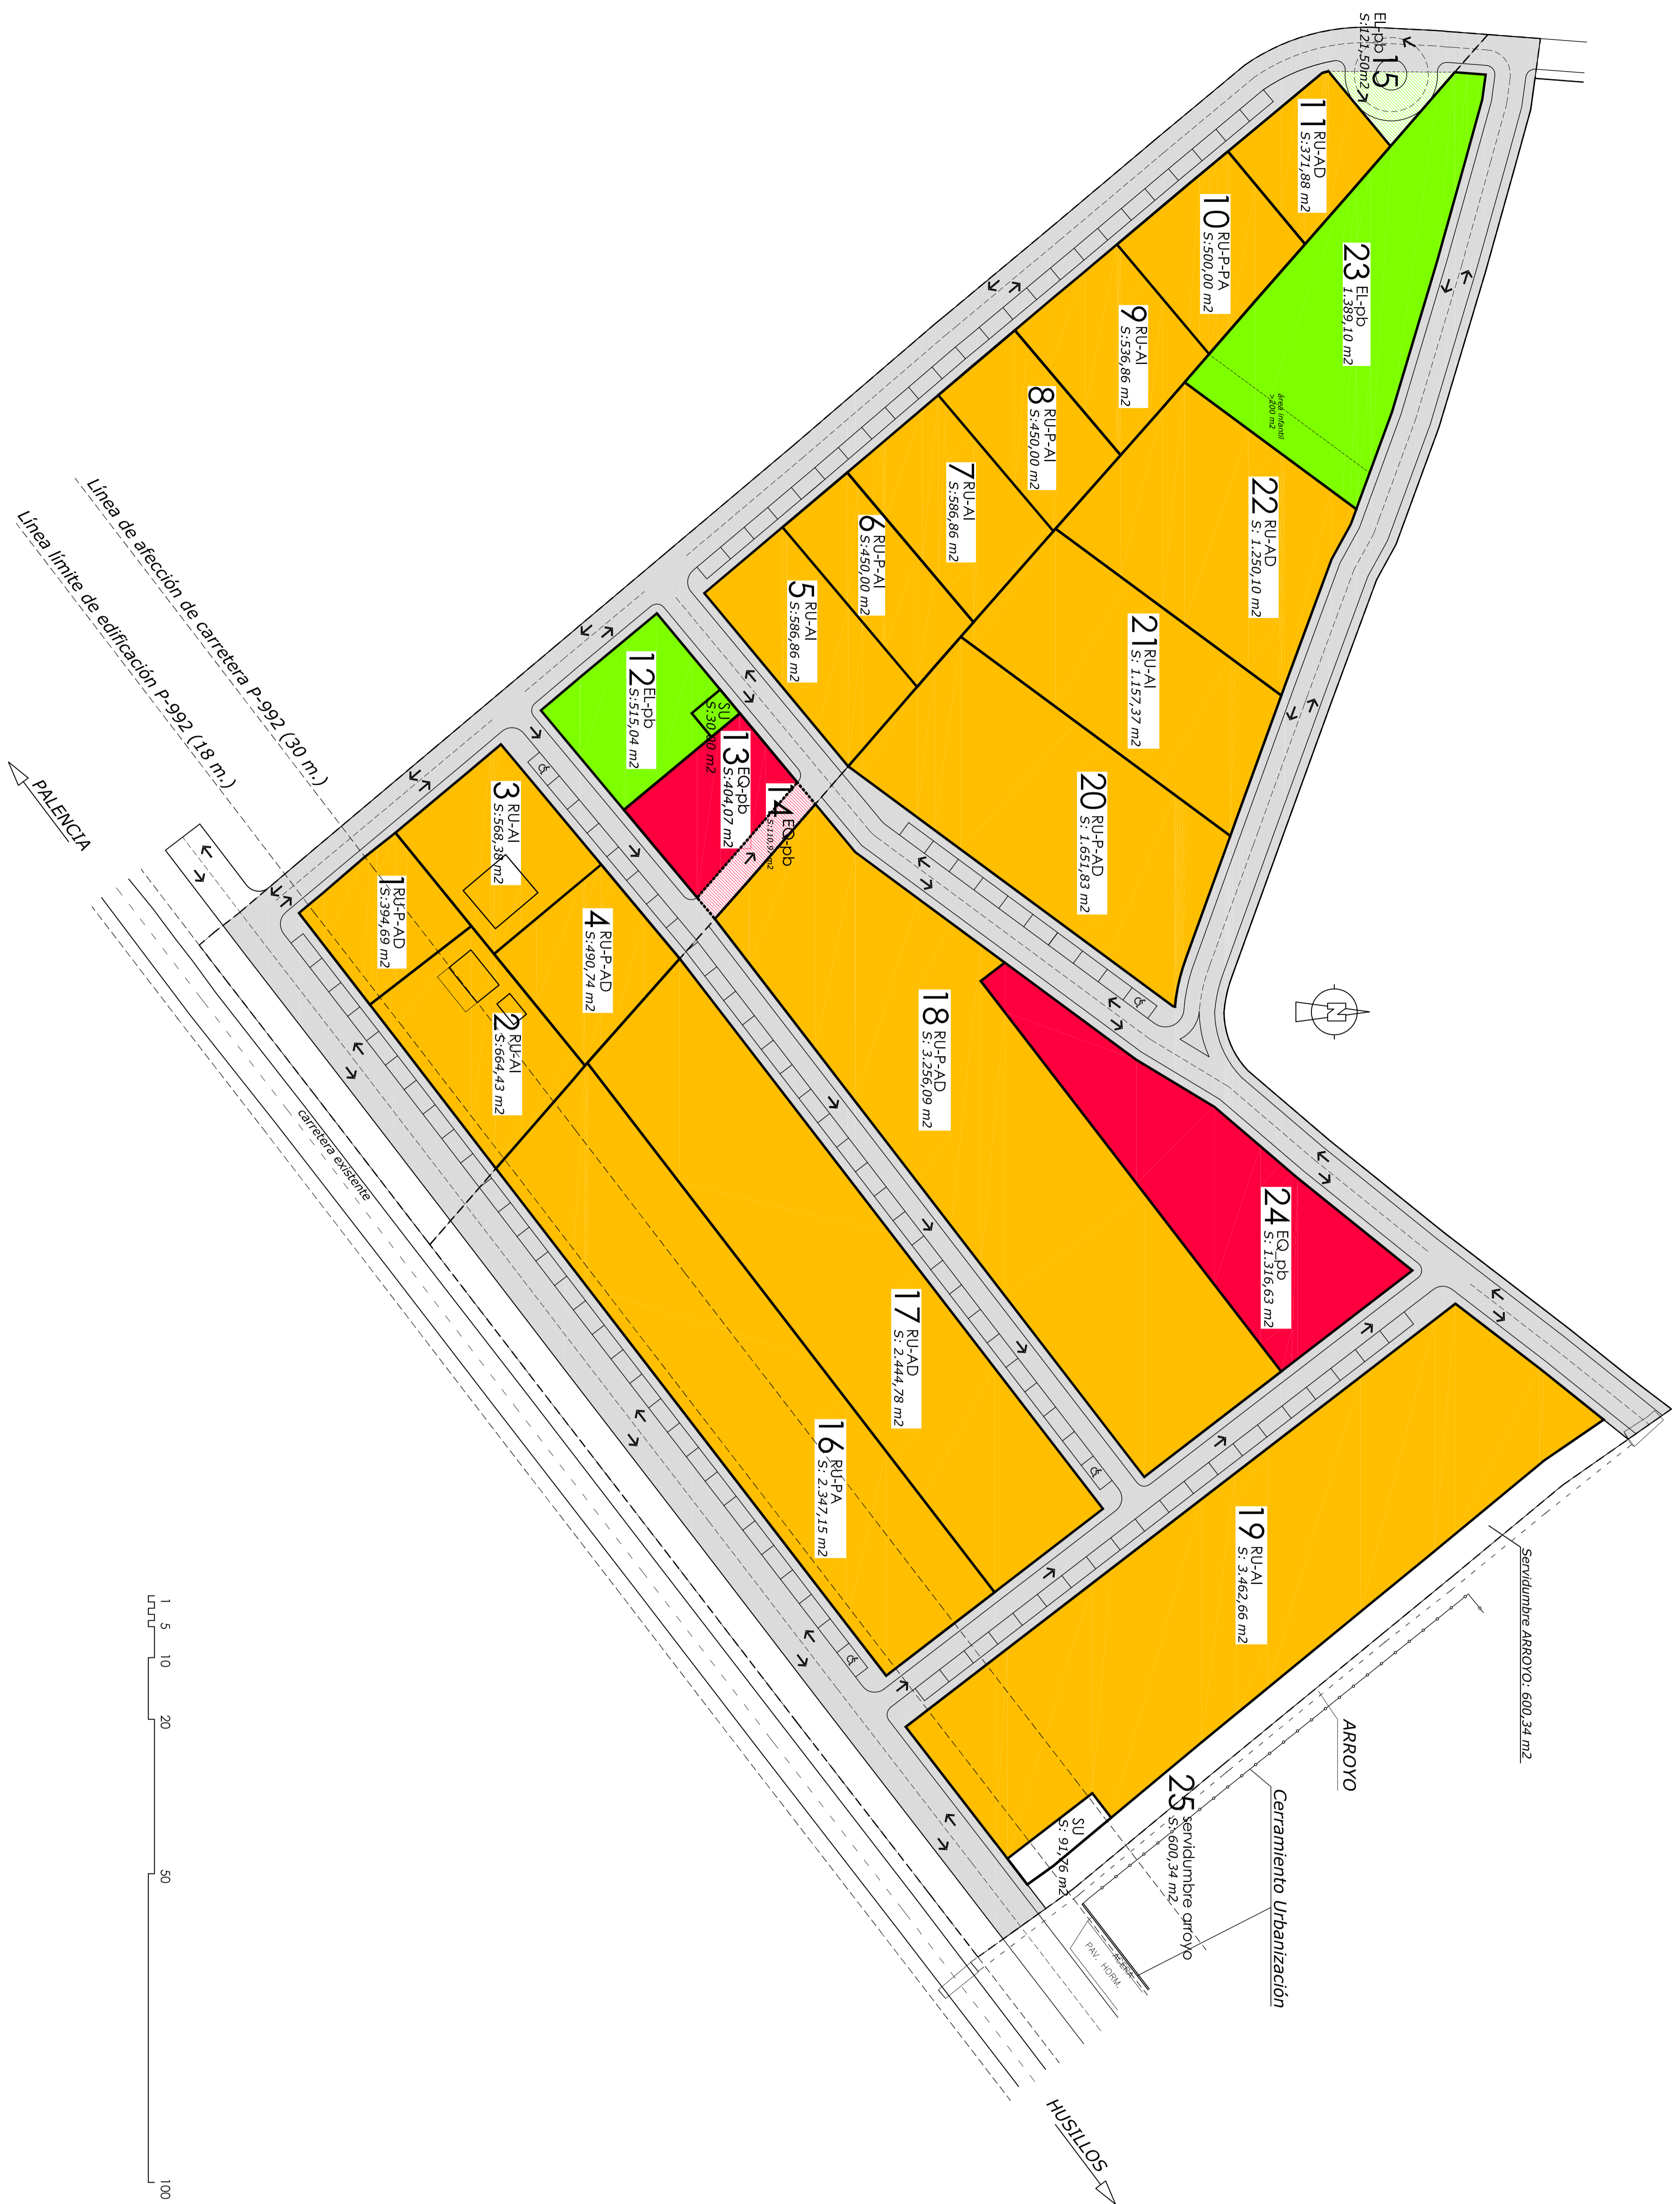 15
EL-pb
S:121,50m2
11 RU-AD
S:371,88 m2
10 RU-P-PA
S:500,00 m2
23 EL-pb
1.389,10 m2
9 RU-AI
S:536,86 m2
8 RU-P-AI
S:450,00 m2
área infantil
>200 m2
7 RU-AI
S:586,86 m2
22 RU-AD
S: 1.250,10 m2
6 RU-P-AI
S:450,00 m2
5 RU-AI
S:586,86 m2
21 RU-AI
S: 1.157,37 m2
20 RU-P-AD
S: 1.651,83 m2
12 EL-pb
S:515,04 m2
SU
S:30,00 m2
13 EQ-pb
S:404,07 m2
14 EQ-pb
3 RU-AI
S:568,38 m2
1 RU-P-AD
S:394,69 m2
4 RU-P-AD
S:490,74 m2
2 RU-AI
S:664,43 m2
18 RU-P-AD
S: 3.256,09 m2
24 EQ_pb
S: 1.316,63 m2
17 RU-AD
S: 2.444,78 m2
16 RU-PA
S: 2.347,15 m2
19 RU-AI
S: 3.462,66 m2
SU
S: 91,76 m2
25 servidumbre arroyo
S: 600,34 m2
Línea de afección de carretera P-992 (30 m.)
Línea límite de edificación P-992 (18 m.)
PALENCIA
carretera existente
N
Servidumbre ARROYO: 600,34 m2
ARROYO
Cerramiento Urbanización
ACERA
PAV. HORM.
HUSILLOS
1 5 10 20 50 100